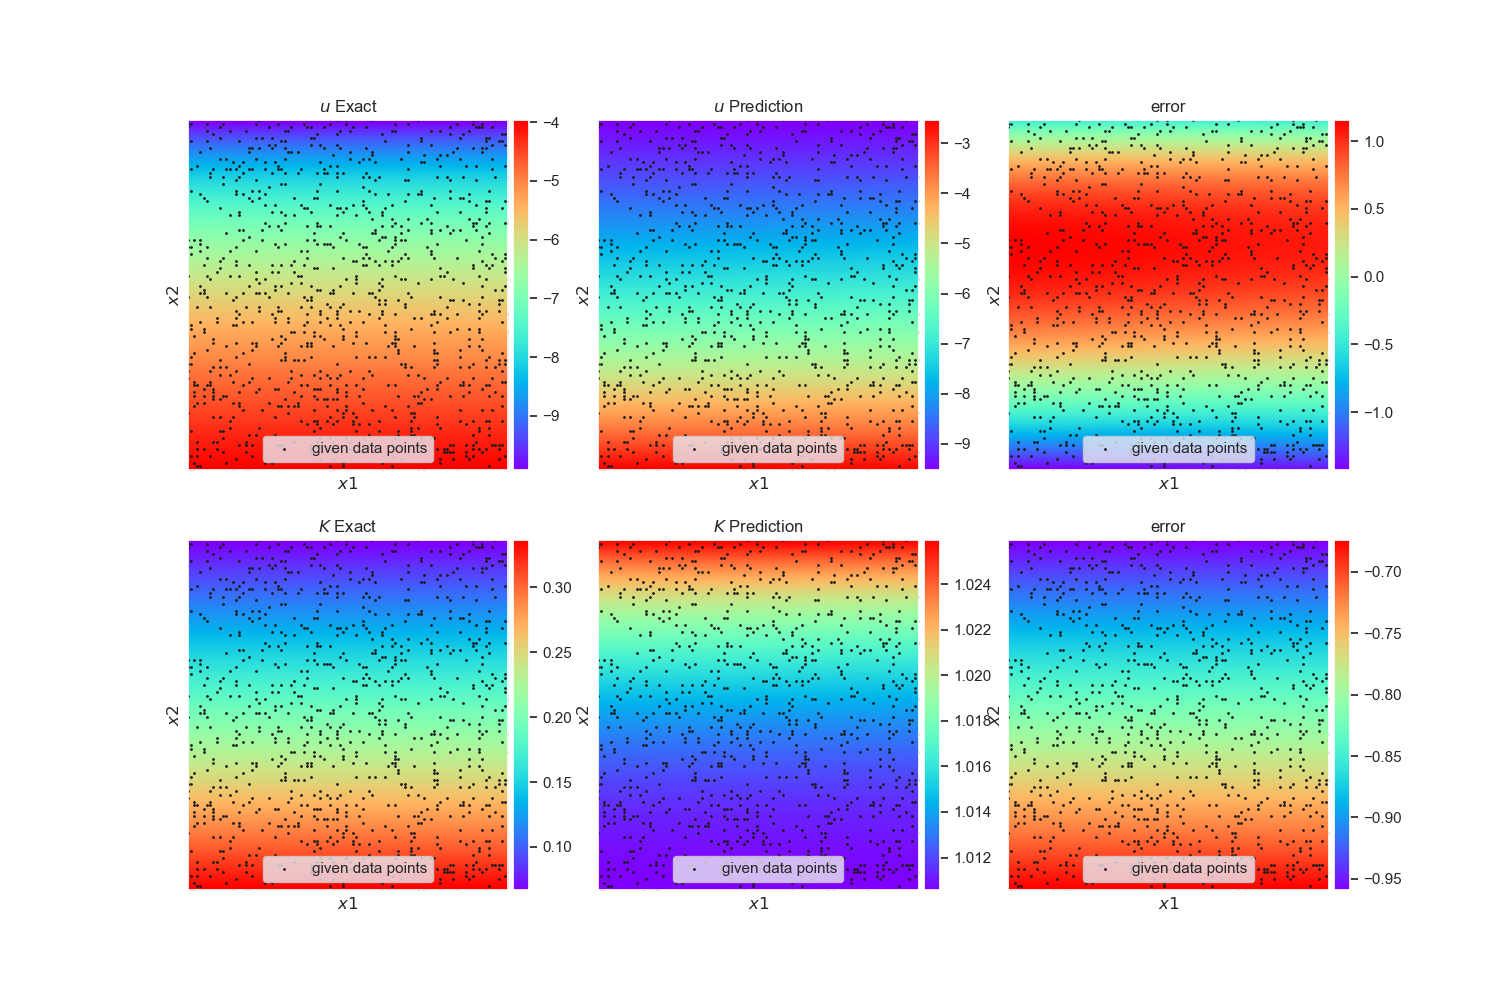 u Exact
u Prediction
error
−4
−5
−6
−7
−8
−9
−3
−4
−5
−6
−7
−8
−9
1.0
0.5
0.0
−0.5
−1.0
x2
x2
x2
given data points
given data points
given data points
x1
x1
x1
K Exact
K Prediction
error
0.30
0.25
0.20
0.15
0.10
1.024
1.022
1.020
1.018
1.016
1.014
1.012
−0.70
−0.75
−0.80
−0.85
−0.90
−0.95
x2
x2
x2
given data points
given data points
given data points
x1
x1
x1